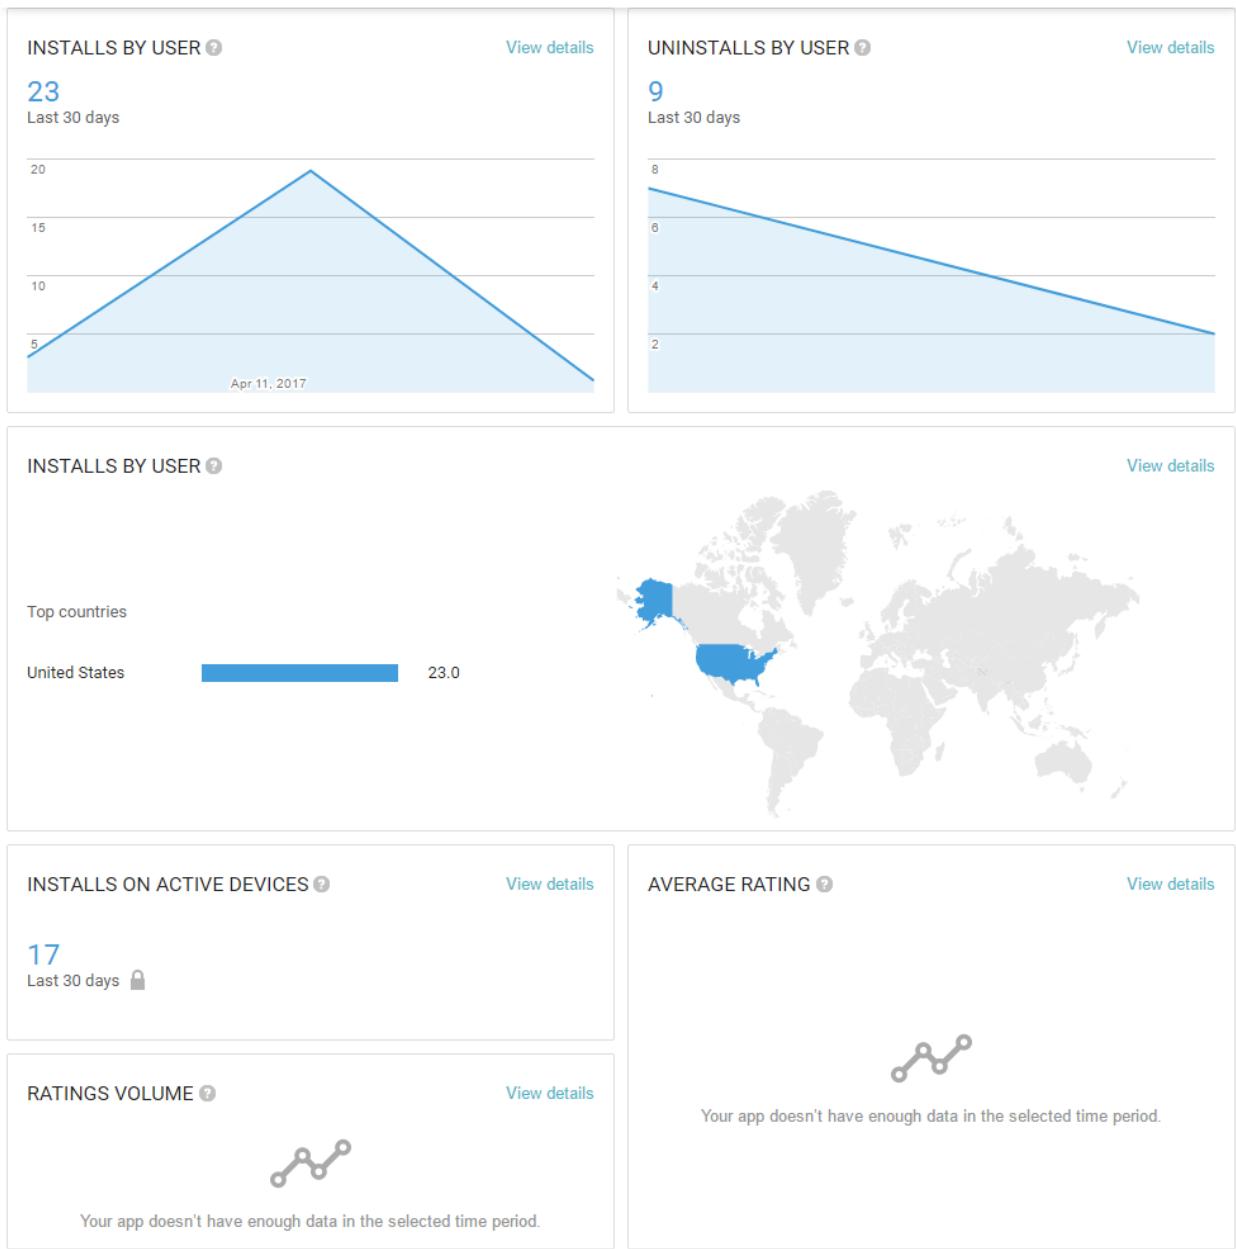 INSTALLS BY USER ?
View details
23
Last 30 days
20
15
10
5
Apr 11, 2017
UNINSTALLS BY USER ?
View details
9
Last 30 days
8
6
4
2
INSTALLS BY USER ?
View details
Top countries
United States 23.0
INSTALLS ON ACTIVE DEVICES ?
View details
17
Last 30 days
AVERAGE RATING ?
View details
Your app doesn't have enough data in the selected time period.
RATINGS VOLUME ?
View details
Your app doesn't have enough data in the selected time period.